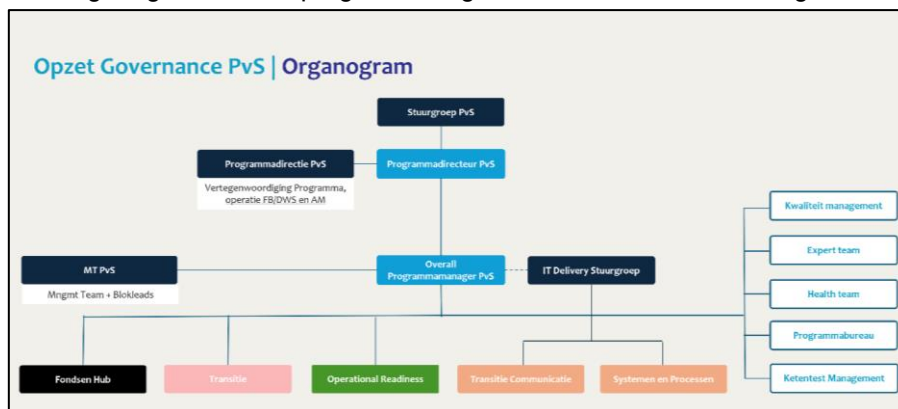 Opzet Governance PvS | Organogram
Stuurgroep PvS
Programmadirectie PvS
Programmadirecteur PvS
Vertegenwoordiging Programma,
operatie FB/DWS en AM
Kwaliteit management
Expert team
MT PvS
Overall
Programmamanager PvS
IT Delivery Stuurgroep
Mngmt Team + Blokleads
Health team
Programmabureau
Fondsen Hub
Transitie
Operational Readiness
Transitie Communicatie
Systemen en Processen
Ketentest Management